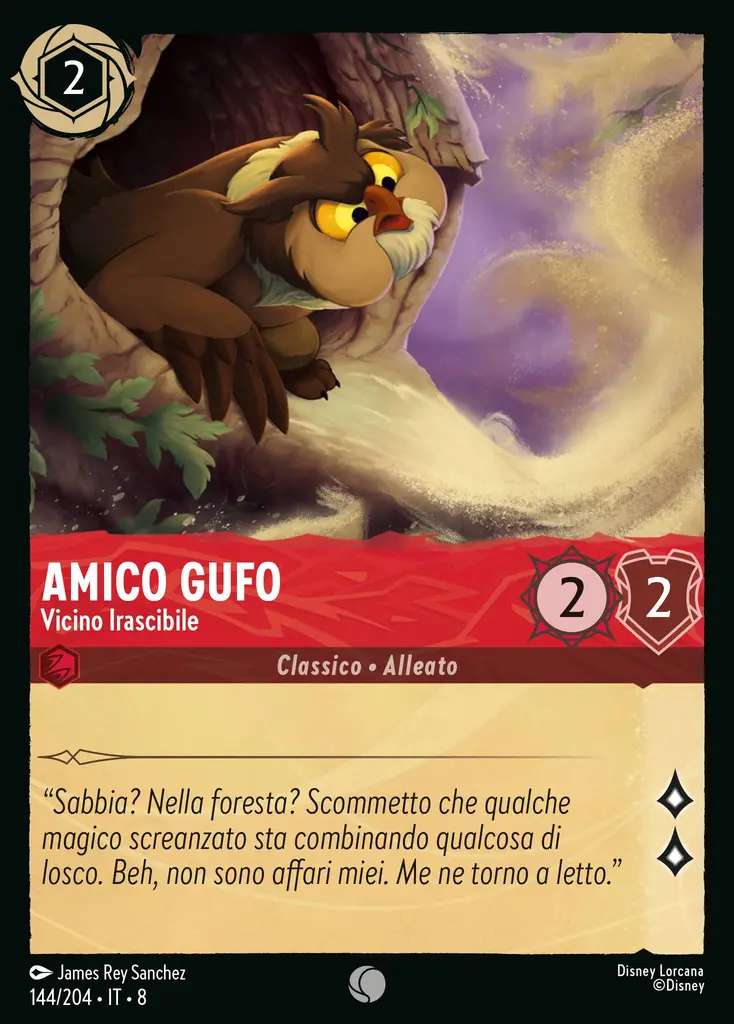 2
AMICO GUFO
Vicino Irascibile
2
2
Classico • Alleato
“Sabbia? Nella foresta? Scommetto che qualche
magico screanzato sta combinando qualcosa di
losco. Beh, non sono affari miei. Me ne torno a letto.”
James Rey Sanchez
144/204 • IT • 8
Disney Lorcana
©Disney